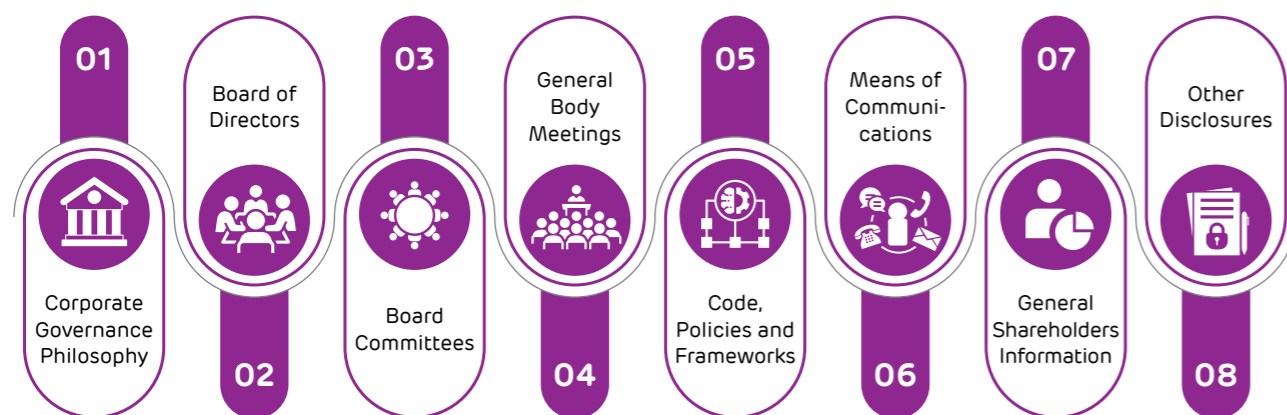 01
Corporate
Governance
Philosophy
Board of
Directors
02
03
Board
Committees
General
Body
Meetings
04
05
Code,
Policies and
Frameworks
Means of
Communi-
cations
06
07
General
Shareholders
Information
Other
Disclosures
08